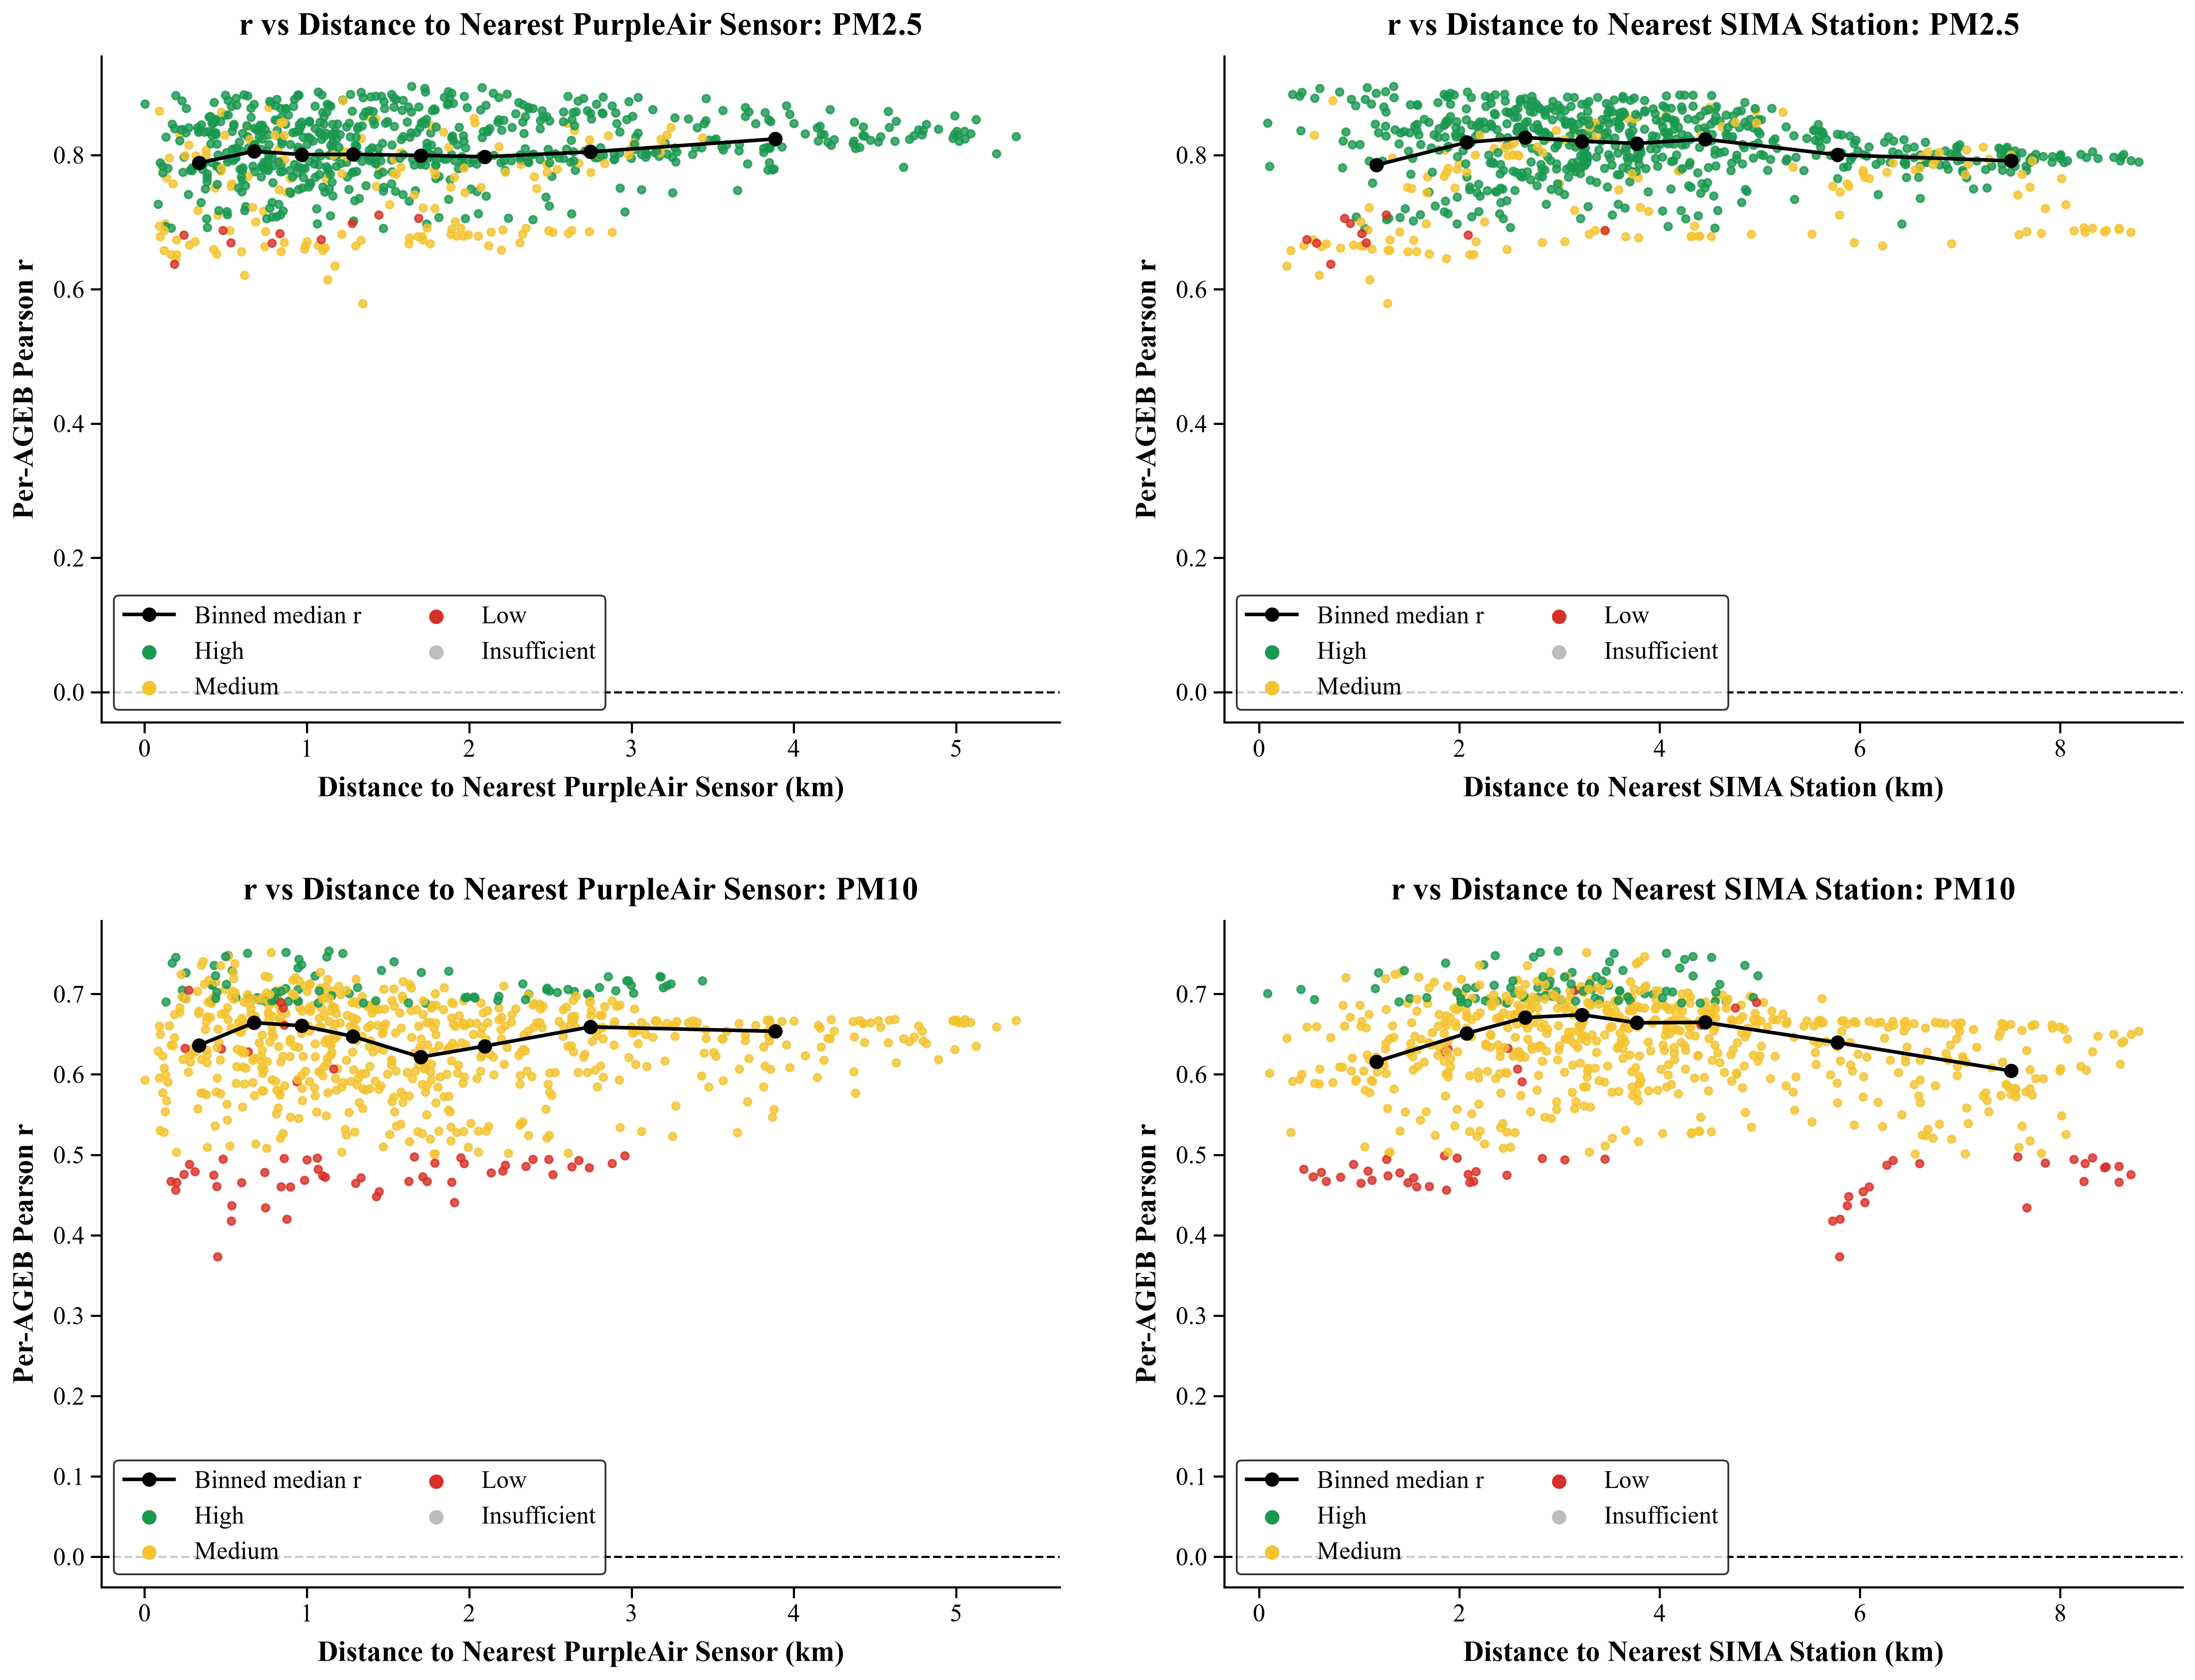 r vs Distance to Nearest PurpleAir Sensor: PM2.5
Per-AGEB Pearson r
0.8
0.6
0.4
0.2
0.0
Binned median r
High
Medium
Low
Insufficient
0 1 2 3 4 5
Distance to Nearest PurpleAir Sensor (km)
r vs Distance to Nearest SIMA Station: PM2.5
Per-AGEB Pearson r
0.8
0.6
0.4
0.2
0.0
Binned median r
High
Medium
Low
Insufficient
0 2 4 6 8
Distance to Nearest SIMA Station (km)
r vs Distance to Nearest PurpleAir Sensor: PM10
Per-AGEB Pearson r
0.7
0.6
0.5
0.4
0.3
0.2
0.1
0.0
Binned median r
High
Medium
Low
Insufficient
0 1 2 3 4 5
Distance to Nearest PurpleAir Sensor (km)
r vs Distance to Nearest SIMA Station: PM10
Per-AGEB Pearson r
0.7
0.6
0.5
0.4
0.3
0.2
0.1
0.0
Binned median r
High
Medium
Low
Insufficient
0 2 4 6 8
Distance to Nearest SIMA Station (km)